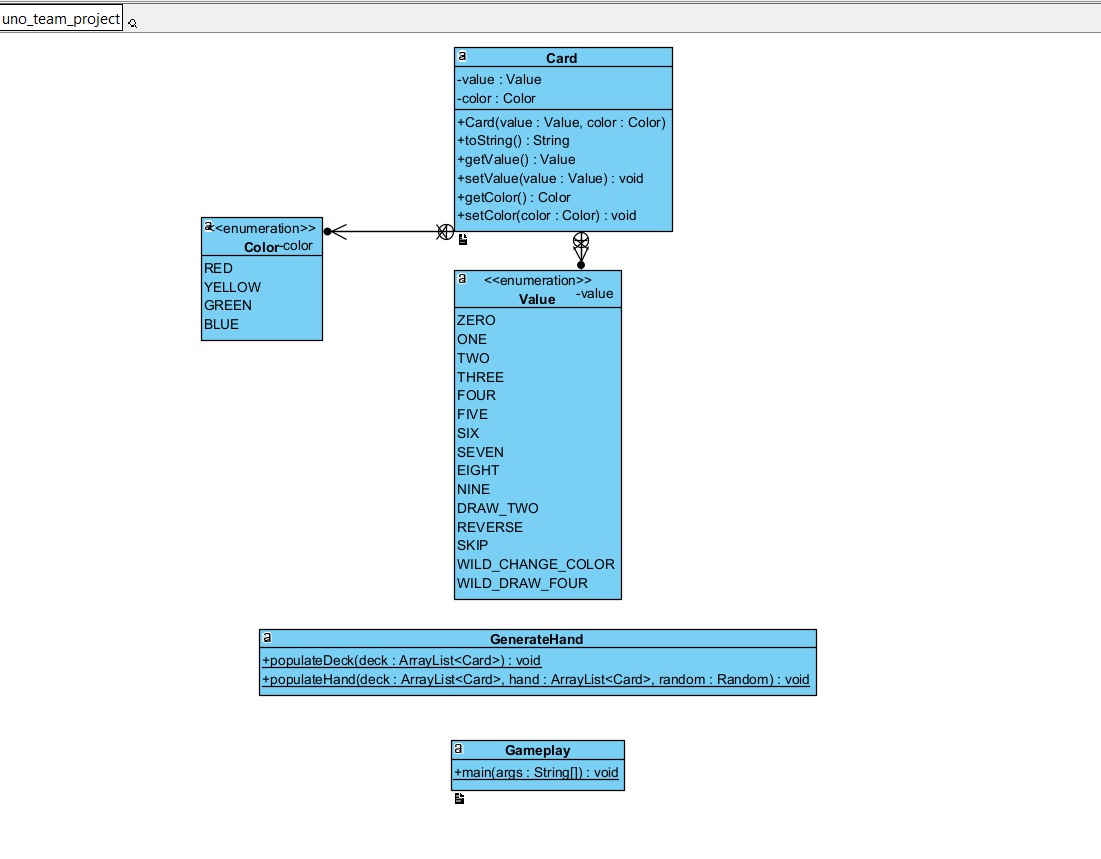 uno_team_project
Card
-value : Value
-color : Color
+Card(value : Value, color : Color)
+toString() : String
+getValue() : Value
+setValue(value : Value) : void
+getColor() : Color
+setColor(color : Color) : void
<<enumeration>>
Color
-color
RED
YELLOW
GREEN
BLUE
<<enumeration>>
Value
-value
ZERO
ONE
TWO
THREE
FOUR
FIVE
SIX
SEVEN
EIGHT
NINE
DRAW_TWO
REVERSE
SKIP
WILD_CHANGE_COLOR
WILD_DRAW_FOUR
GenerateHand
+populateDeck(deck : ArrayList<Card>) : void
+populateHand(deck : ArrayList<Card>, hand : ArrayList<Card>, random : Random) : void
Gameplay
+main(args : String[]) : void